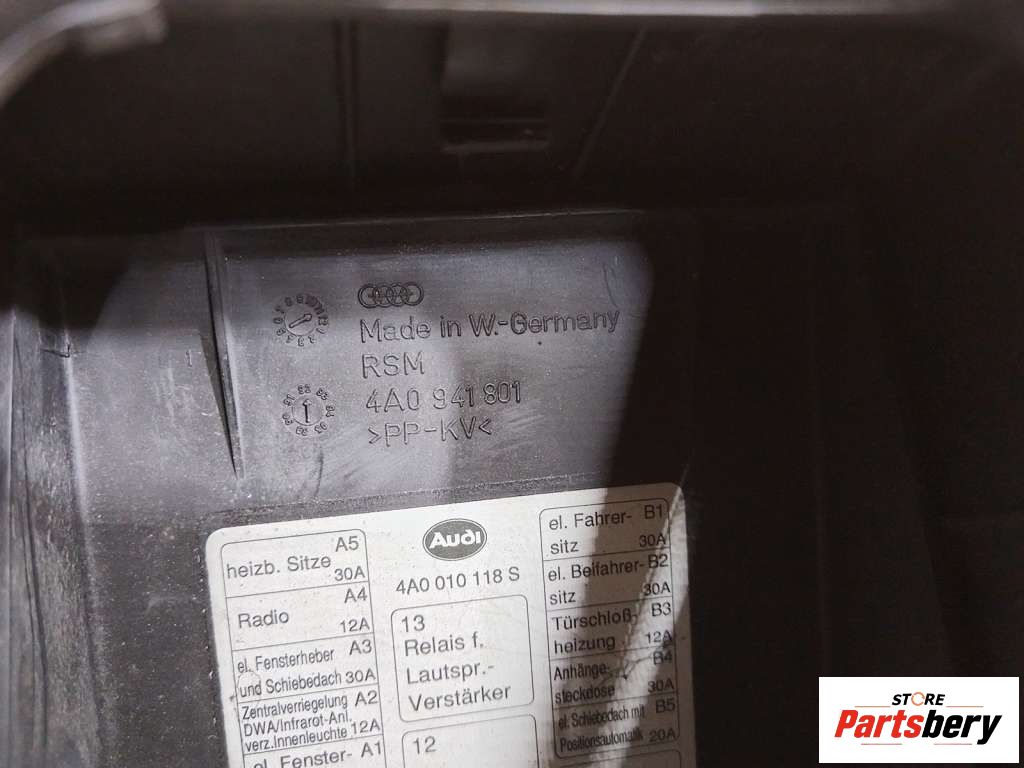 Made in W.-Germany
RSM
4A0 941 801
>PP-KV<
Audi
4A0 010 118 S
heizb. Sitze A5
30A
Radio A4
12A
el. Fensterheber A3
und Schiebedach 30A
Zentralverriegelung A2
DWA/Infrarot-Anl.
verz.Innenleuchte 12A
el. Fenster- A1
13
Relais f.
Lautspr.-
Verstärker
12
el. Fahrer- B1
sitz 30A
el. Beifahrer- B2
sitz 30A
Türschloß- B3
heizung 12A
Anhänge- B4
steckdose 30A
el. Schiebedach mit B5
Positionsautomatik 20A
STORE
Partsbery